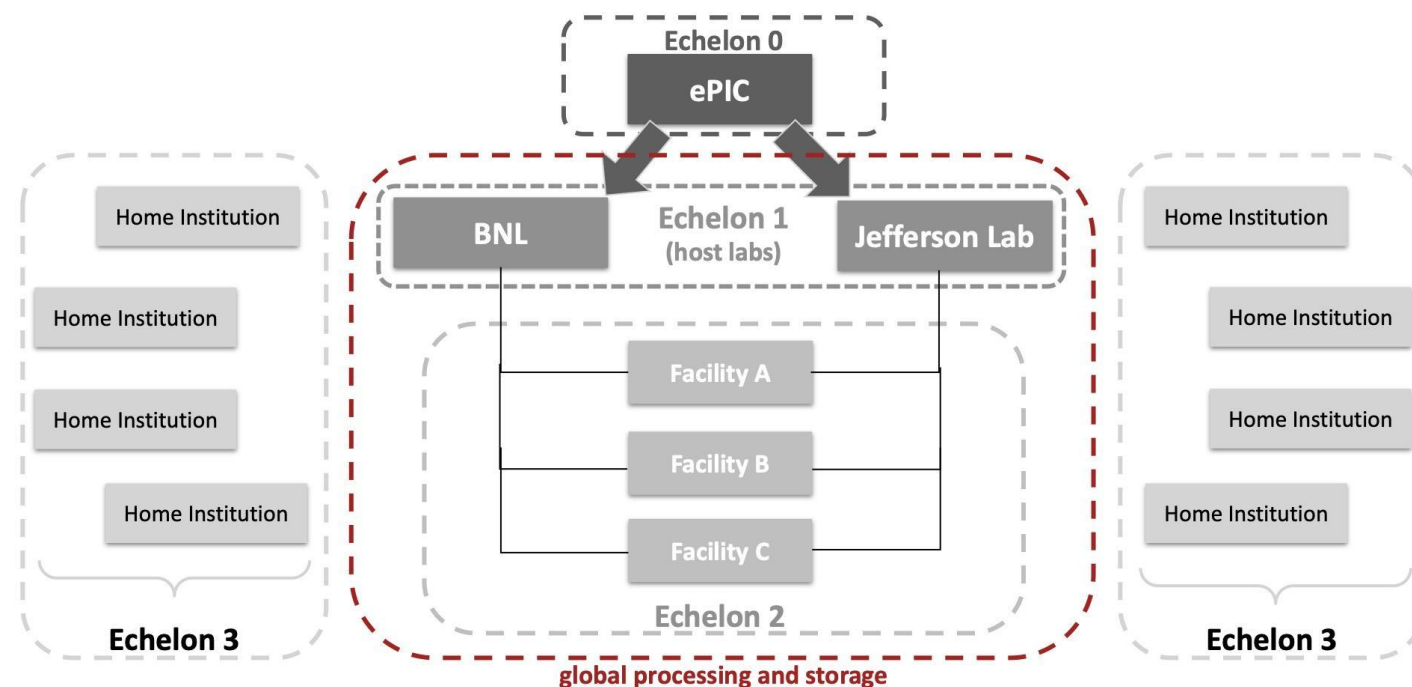 Echelon 0
ePIC
BNL
Echelon 1
(host labs)
Jefferson Lab
Home Institution
Home Institution
Home Institution
Home Institution
Echelon 3
Facility A
Facility B
Facility C
Echelon 2
global processing and storage
Home Institution
Home Institution
Home Institution
Home Institution
Echelon 3